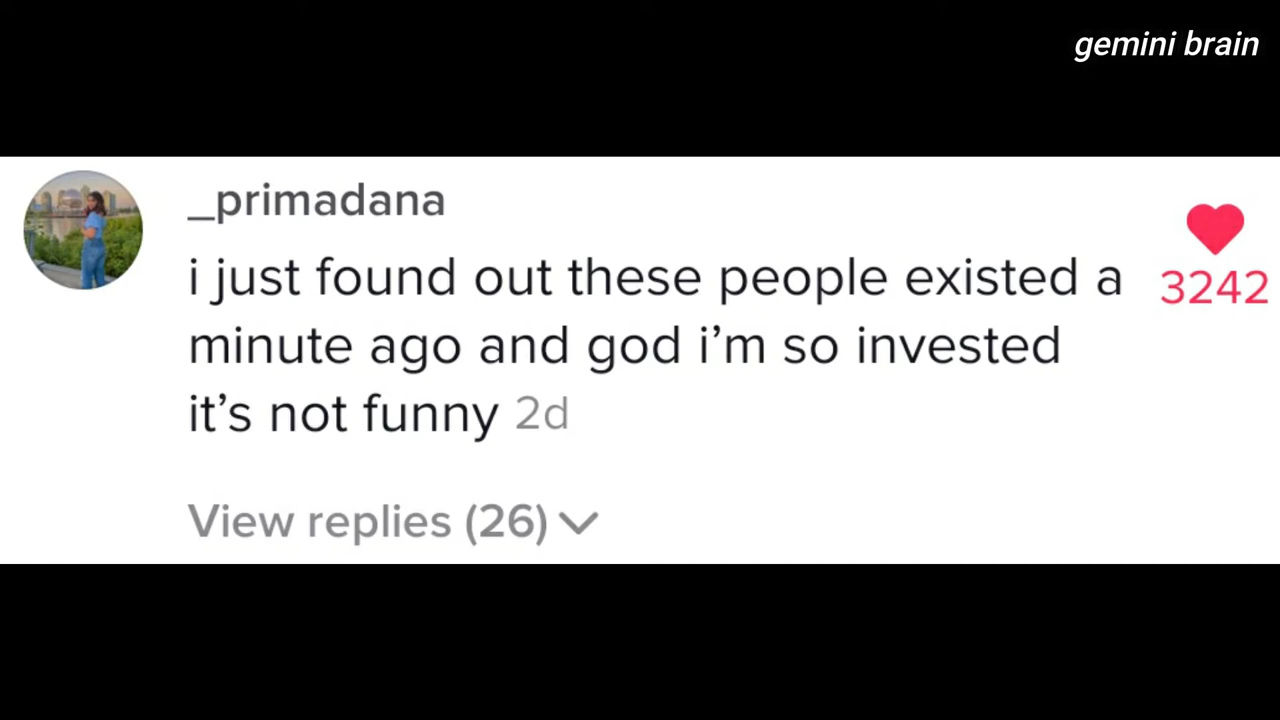 gemini brain
_primadana
i just found out these people existed a
3242
minute ago and god i’m so invested
it’s not funny 2d
View replies (26)